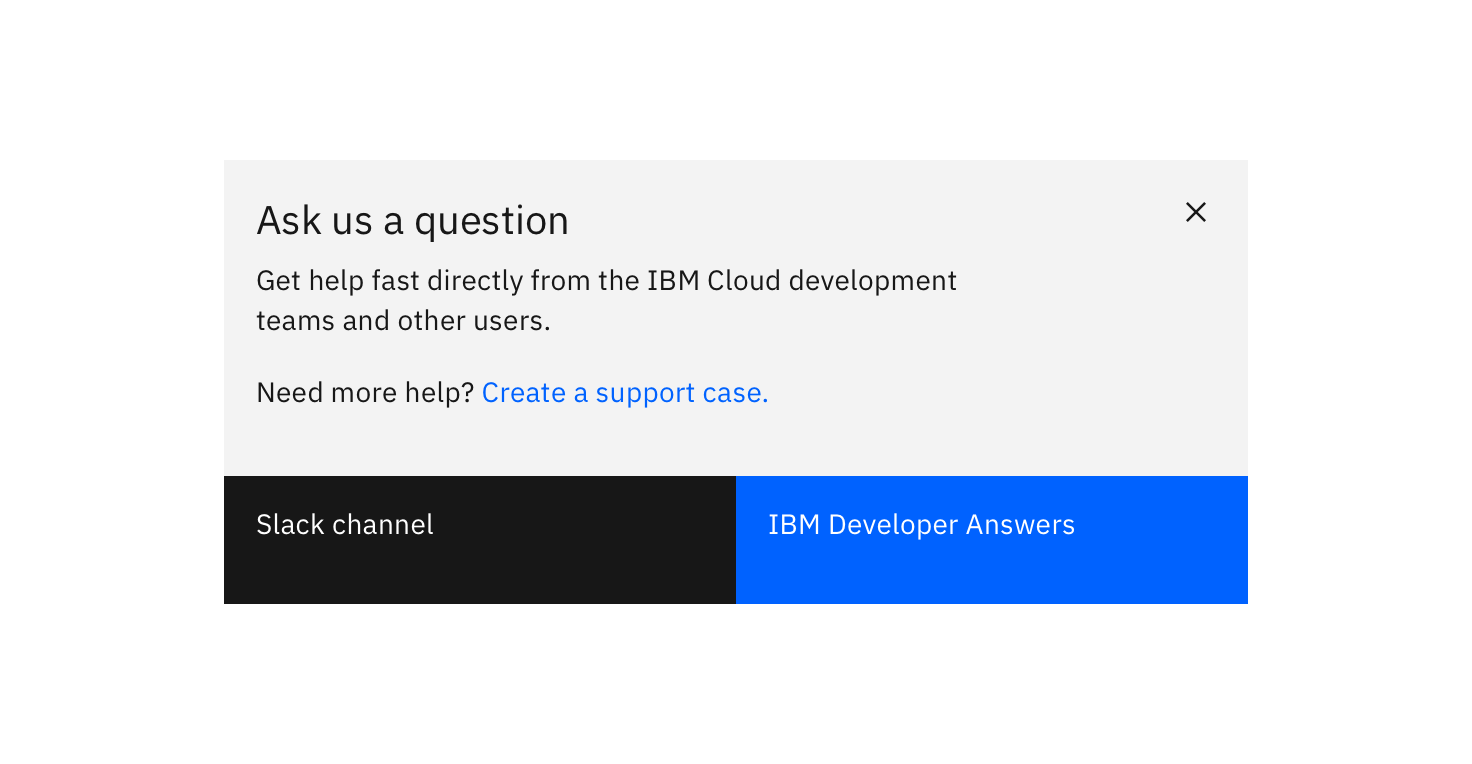 Ask us a question
Get help fast directly from the IBM Cloud development
teams and other users.
Need more help? Create a support case.
Slack channel
IBM Developer Answers